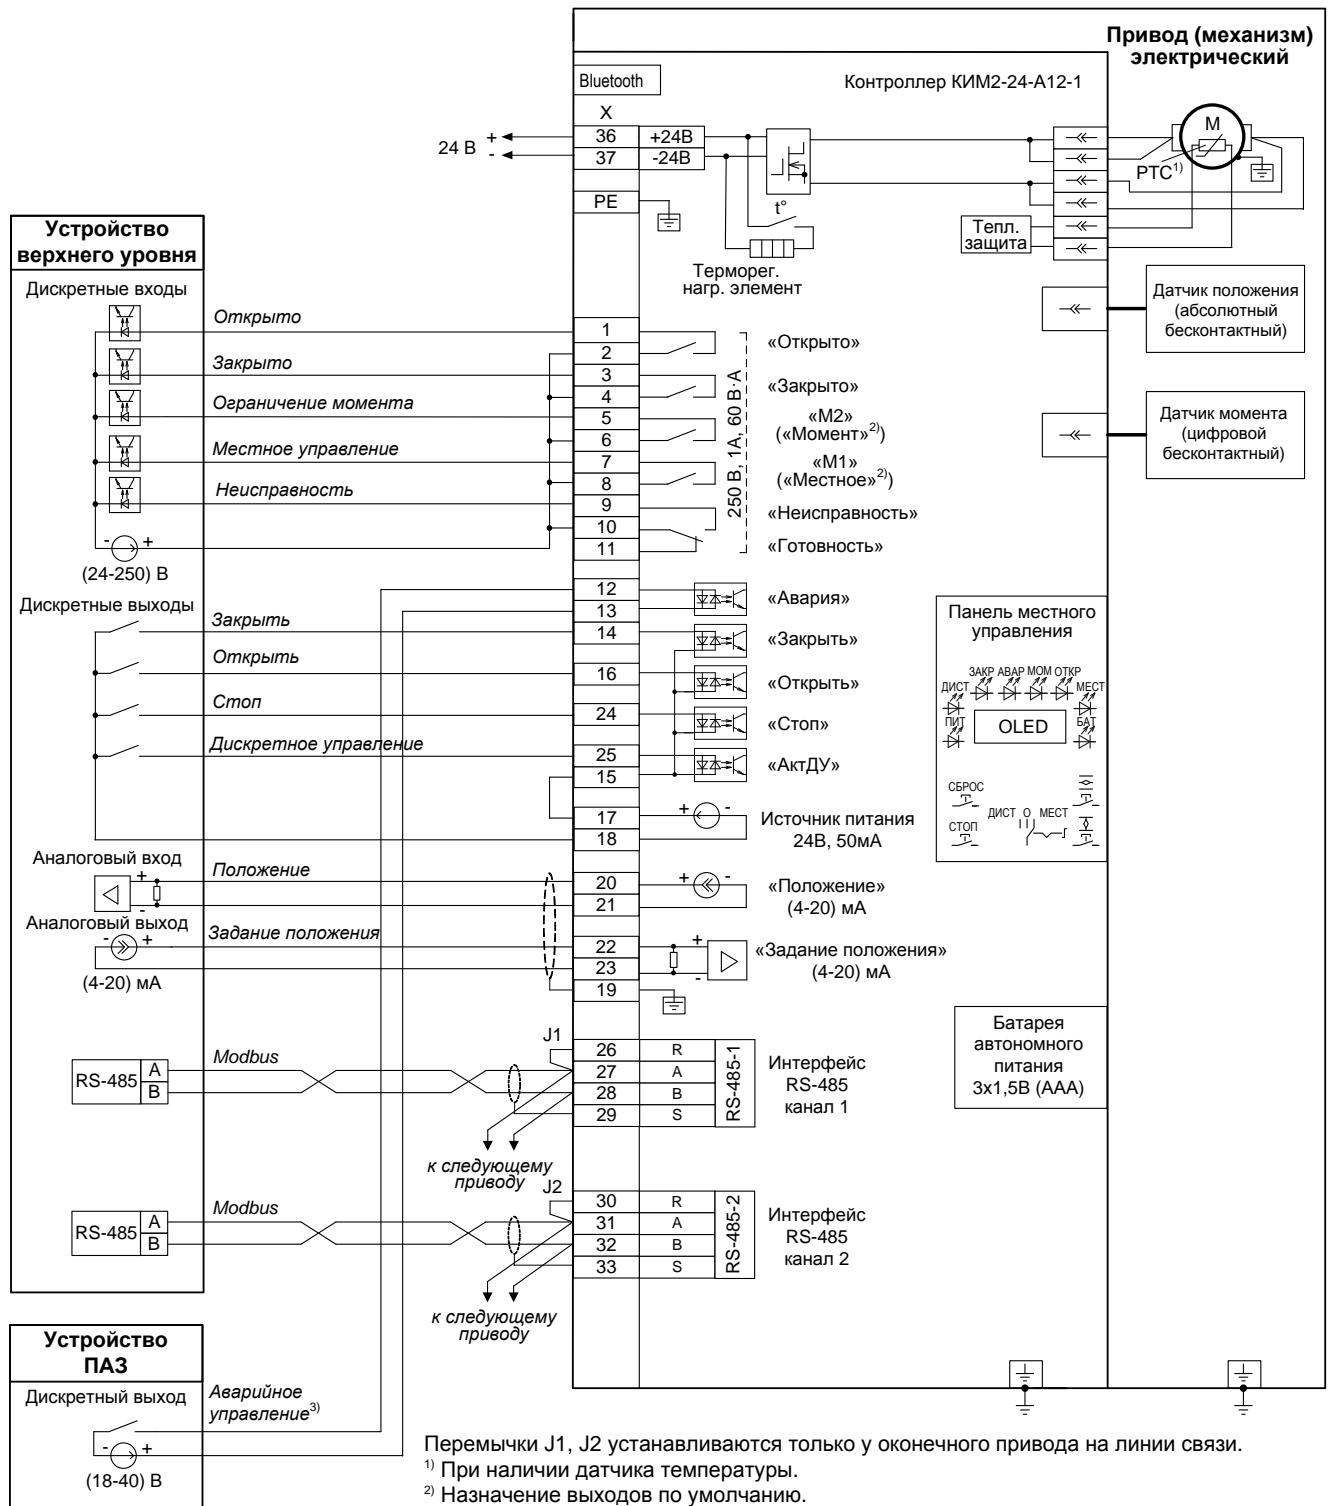 Привод (механизм)
электрический
Bluetooth
Контроллер КИМ2-24-А12-1
X
24 В
+
-
36
+24В
37
-24В
PE
t°
Терморег.
нагр. элемент
Тепл.
защита
M
PTC1)
Датчик положения
(абсолютный
бесконтактный)
Датчик момента
(цифровой
бесконтактный)
Устройство
верхнего уровня
Дискретные входы
Открыто
Закрыто
Ограничение момента
Местное управление
Неисправность
- +
(24-250) В
1
2
3
4
5
6
7
8
9
10
11
250 В, 1А, 60 В·А
«Открыто»
«Закрыто»
«М2»
(«Момент»2))
«М1»
(«Местное»2))
«Неисправность»
«Готовность»
Дискретные выходы
Закрыть
Открыть
Стоп
Дискретное управление
12
13
14
16
24
25
15
17
18
«Авария»
«Закрыть»
«Открыть»
«Стоп»
«АктДУ»
+ -
Источник питания
24В, 50мА
Панель местного
управления
ЗАКР АВАР МОМ ОТКР
ДИСТ
МЕСТ
ПИТ
OLED
БАТ
СБРОС
ДИСТ О МЕСТ
СТОП
Аналоговый вход
+
-
Положение
Аналоговый выход
- +
Задание положения
(4-20) мА
20
21
22
23
19
+ -
«Положение»
(4-20) мА
+
-
«Задание положения»
(4-20) мА
Батарея
автономного
питания
3х1,5В (ААА)
RS-485
A
B
Modbus
J1
26 R
27 A
28 B
29 S
RS-485-1
Интерфейс
RS-485
канал 1
к следующему
приводу
RS-485
A
B
Modbus
J2
30 R
31 A
32 B
33 S
RS-485-2
Интерфейс
RS-485
канал 2
к следующему
приводу
Устройство
ПАЗ
Дискретный выход
Аварийное
управление3)
- +
(18-40) В
Перемычки J1, J2 устанавливаются только у оконечного привода на линии связи.
1) При наличии датчика температуры.
2) Назначение выходов по умолчанию.